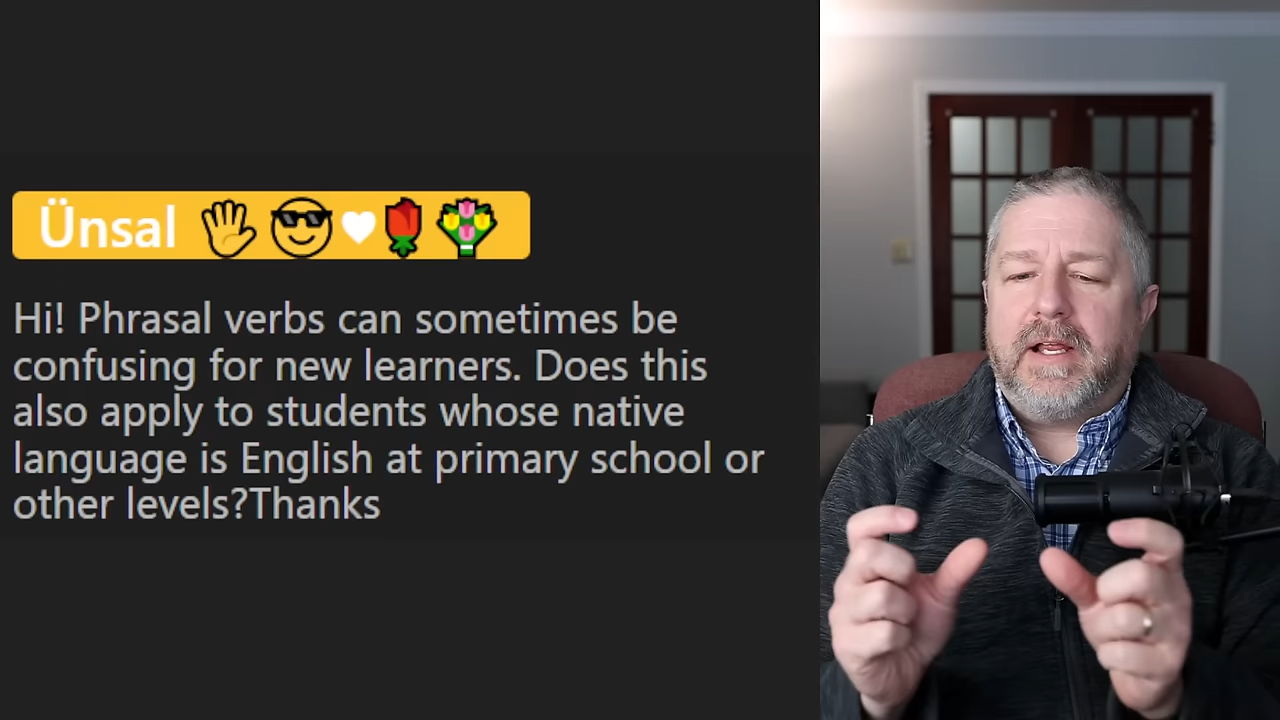 Ünsal 🖐😎🤍🌹💐
Hi! Phrasal verbs can sometimes be
confusing for new learners. Does this
also apply to students whose native
language is English at primary school or
other levels?Thanks